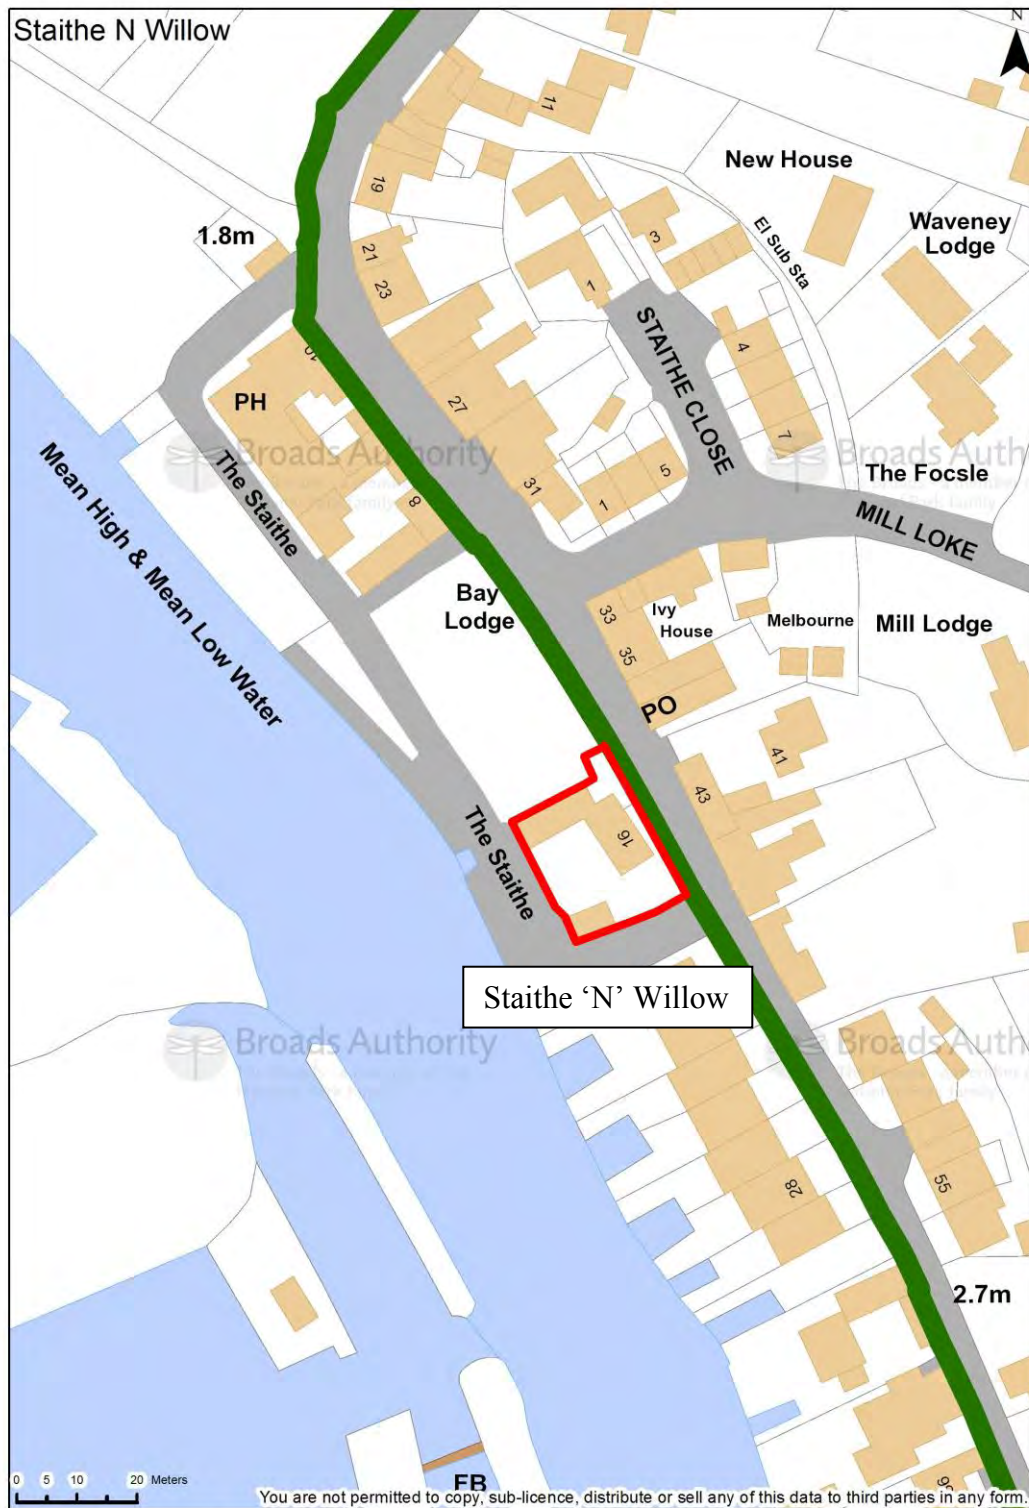 Staithe N Willow
N
11
New House
19
3
El Sub Sta
Waveney
Lodge
1.8m
21
23
1
STAITHE CLOSE
4
10
PH
27
7
Broads Authority
Broads Auth
The Staithe
31
5
1
The Focsle
8
MILL LOKE
Mean High & Mean Low Water
Bay
Lodge
33
Ivy
House
Melbourne
Mill Lodge
35
PO
41
43
16
The Staithe
Staithe ‘N’ Willow
Broads Authority
Broads Auth
28
55
2.7m
FB
0 5 10 20 Meters
You are not permitted to copy, sub-licence, distribute or sell any of this data to third parties in any form